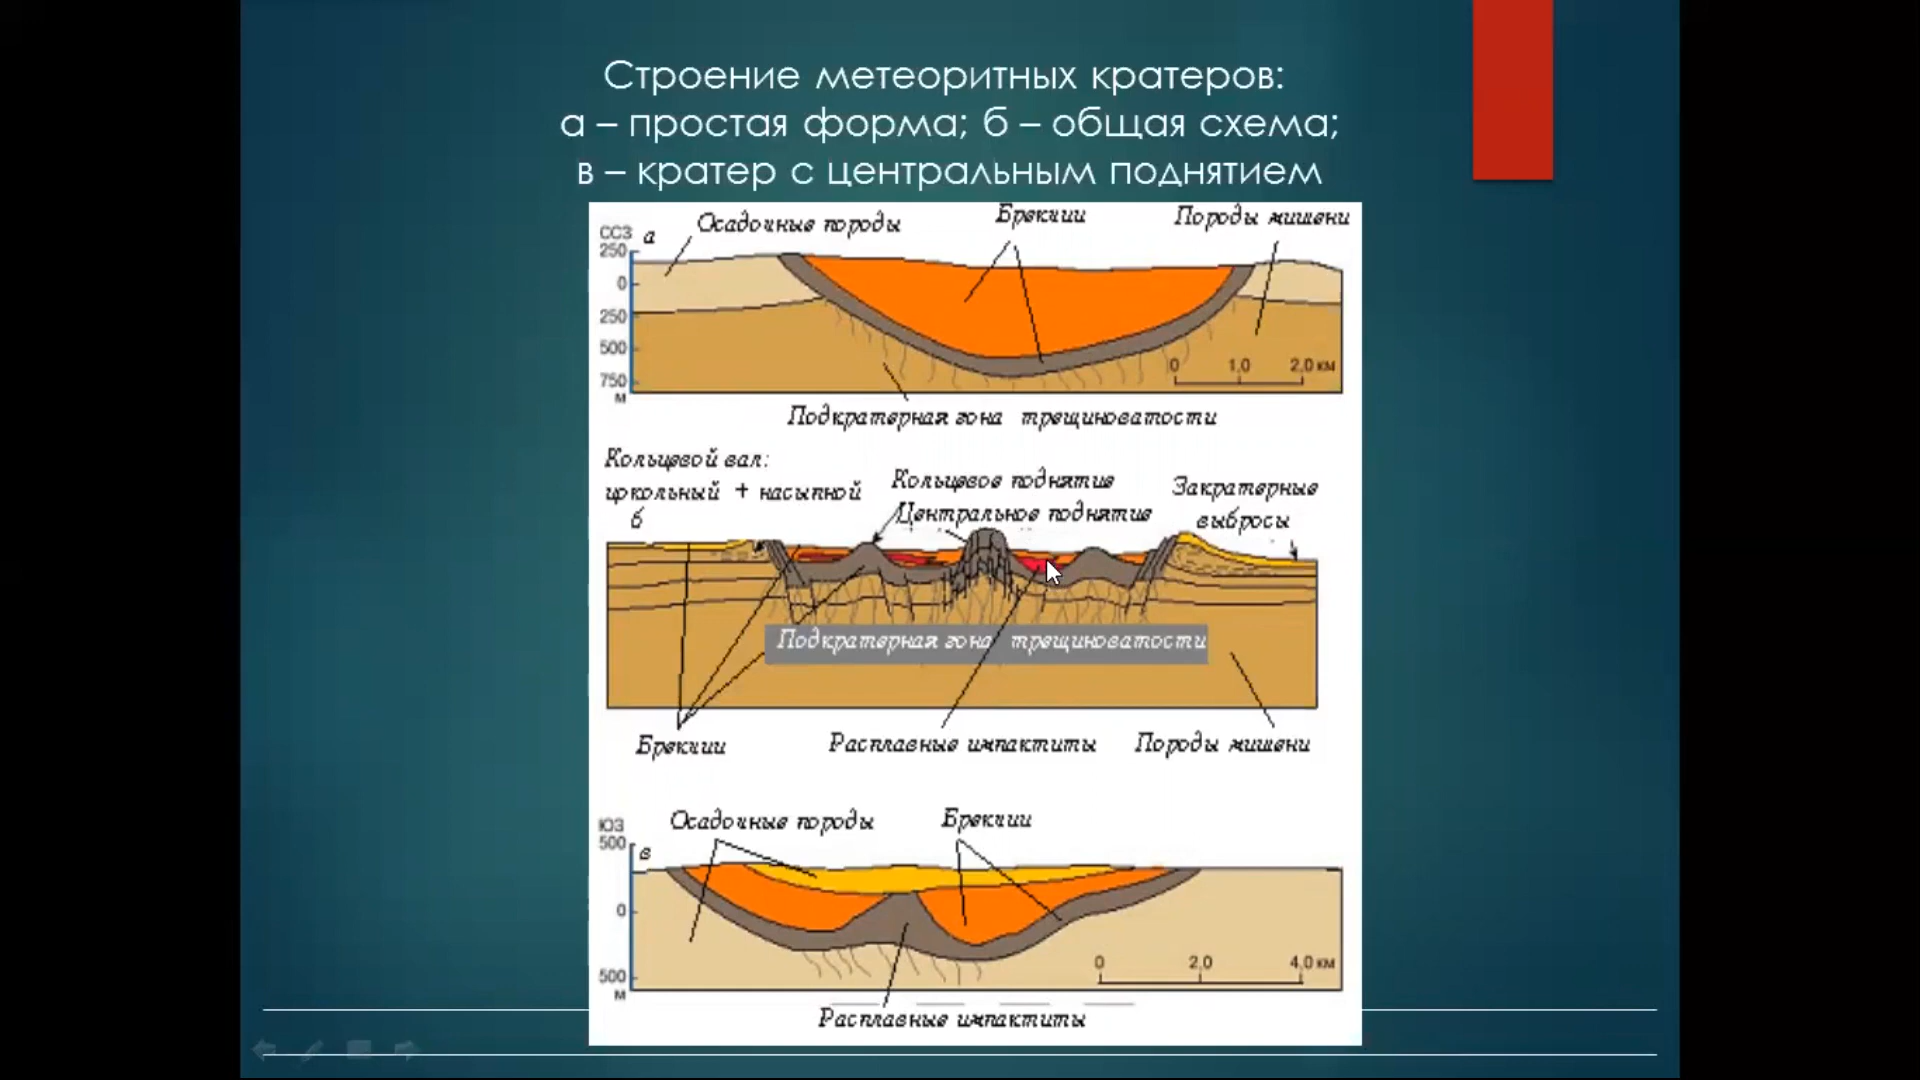 Строение метеоритных кратеров:
а – простая форма; б – общая схема;
в – кратер с центральным поднятием
Осадочные породы
Брекчии
Породы мишени
ССЗ
а
250
0
250
500
750
м
0 1,0 2,0 км
Подкратерная зона трещиноватости
Кольцевой вал:
цокольный + насыпной
б
Кольцевое поднятие
Центральное поднятие
Закратерные
выбросы
Подкратерная зона трещиноватости
Брекчии
Расплавные импактиты
Породы мишени
ЮЗ
Осадочные породы
Брекчии
500
в
0
500
м
0 2,0 4,0 км
Расплавные импактиты